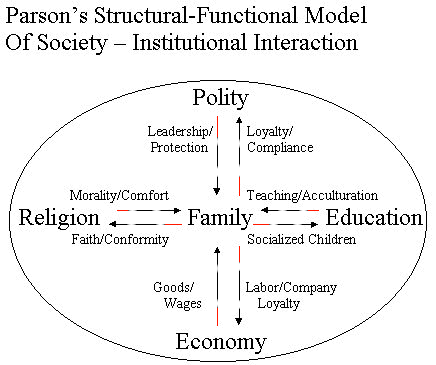 Parson's Structural-Functional Model
Of Society – Institutional Interaction
Polity
Leadership/
Protection
Loyalty/
Compliance
Morality/Comfort
Teaching/Acculturation
Religion
Family
Education
Faith/Conformity
Socialized Children
Goods/
Wages
Labor/Company
Loyalty
Economy